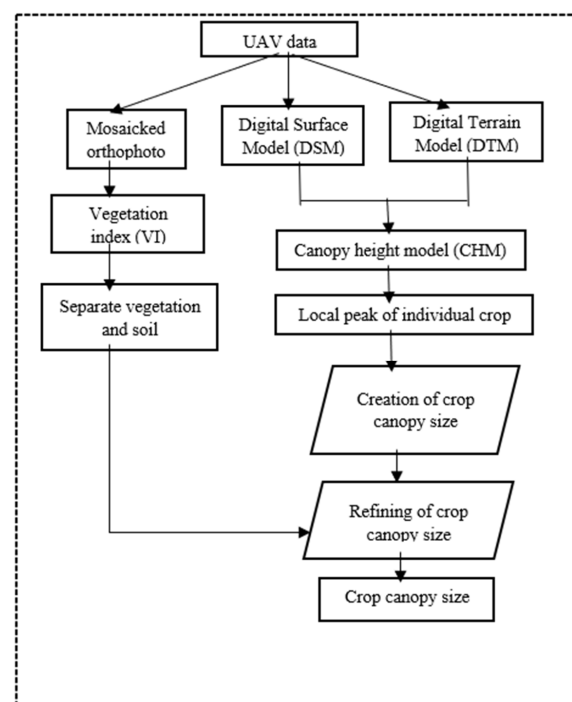 UAV data
Mosaicked
orthophoto
Digital Surface
Model (DSM)
Digital Terrain
Model (DTM)
Vegetation
index (VI)
Canopy height model (CHM)
Separate vegetation
and soil
Local peak of individual crop
Creation of crop
canopy size
Refining of crop
canopy size
Crop canopy size